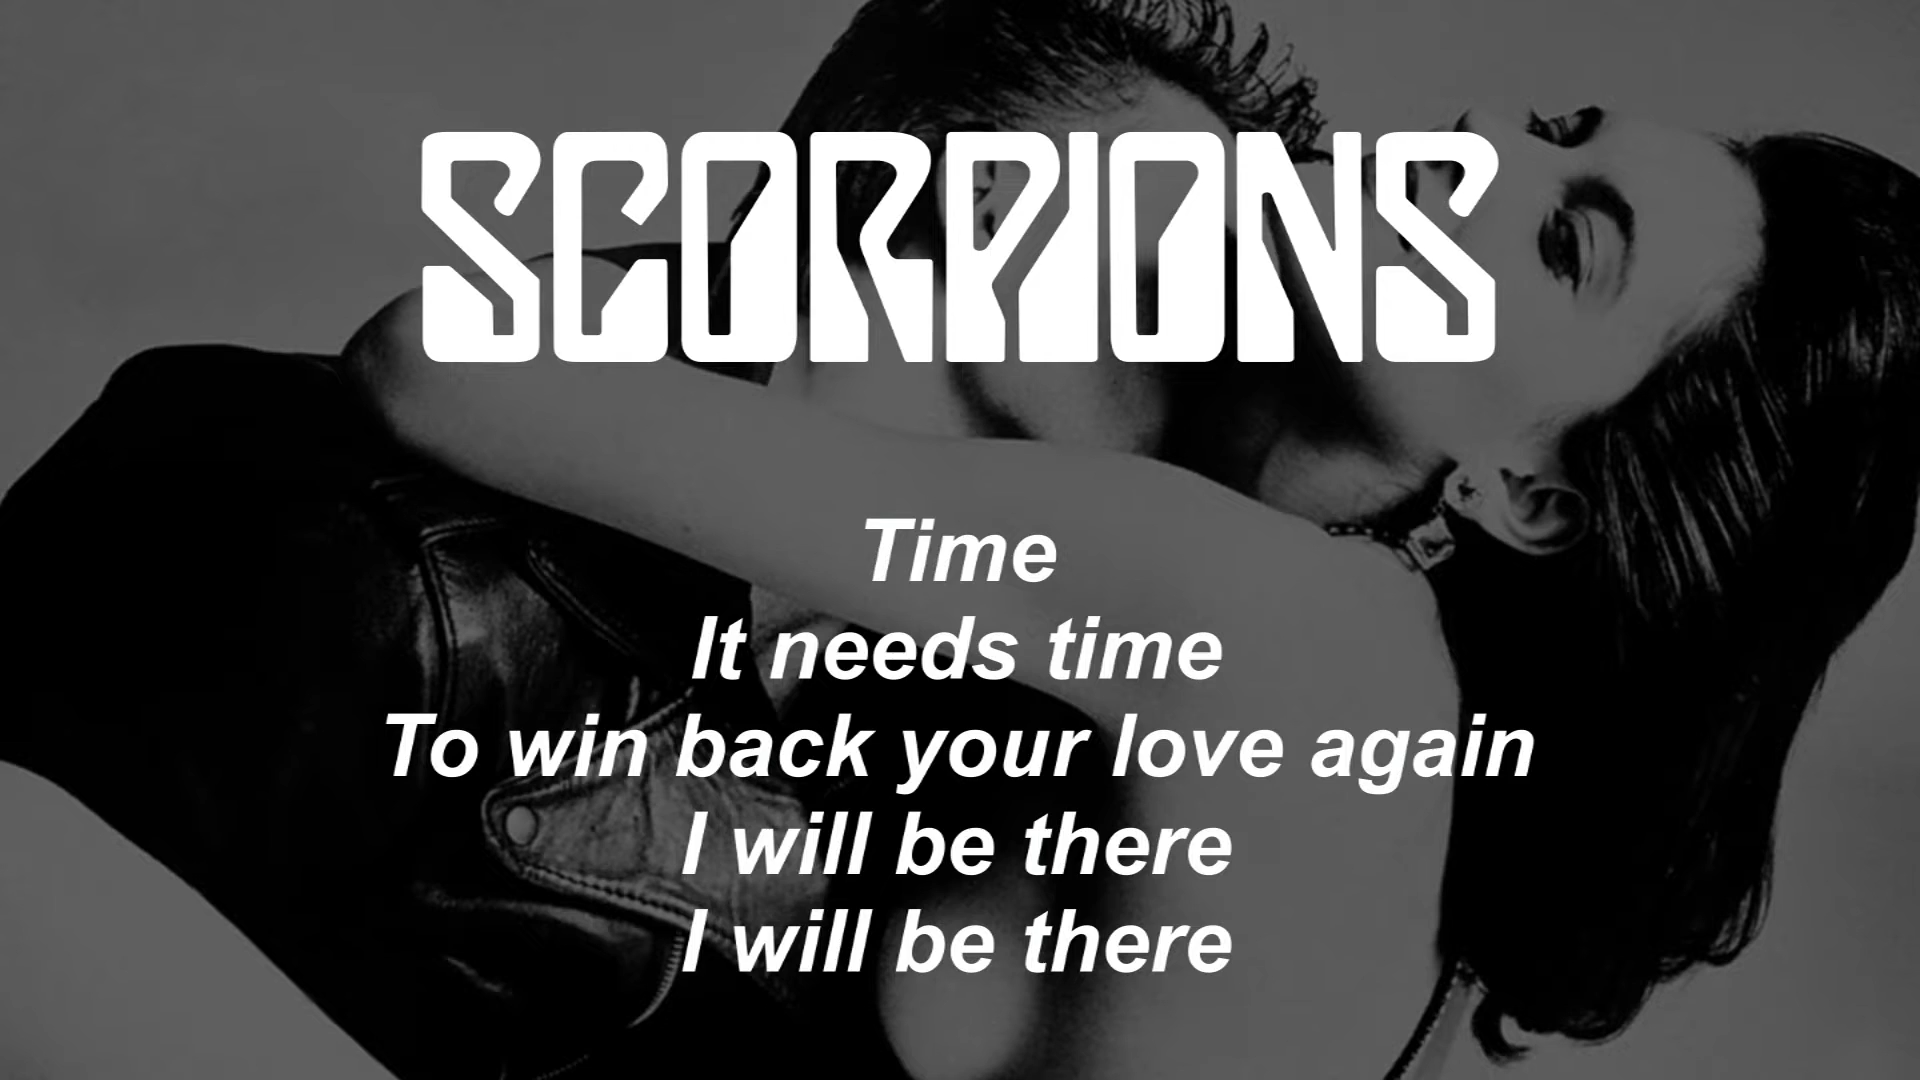 SCORPIONS
Time
It needs time
To win back your love again
I will be there
I will be there